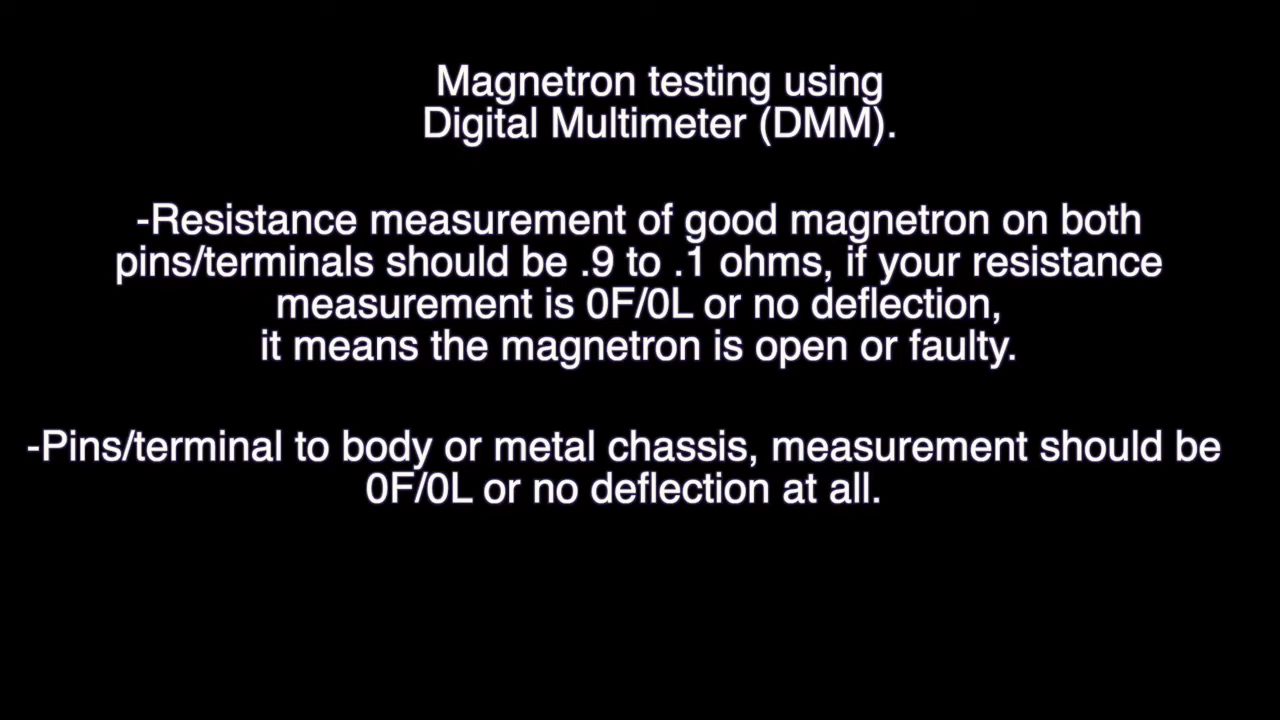 Magnetron testing using
Digital Multimeter (DMM).
-Resistance measurement of good magnetron on both
pins/terminals should be .9 to .1 ohms, if your resistance
measurement is 0F/0L or no deflection,
it means the magnetron is open or faulty.
-Pins/terminal to body or metal chassis, measurement should be
0F/0L or no deflection at all.